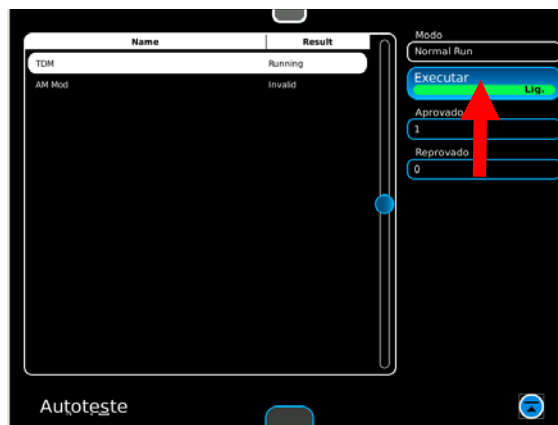 Name Result
TDM Running
AM Mod Invalid
Modo
Normal Run
Executar
Lig.
Aprovado
1
Reprovado
0
Autoteste